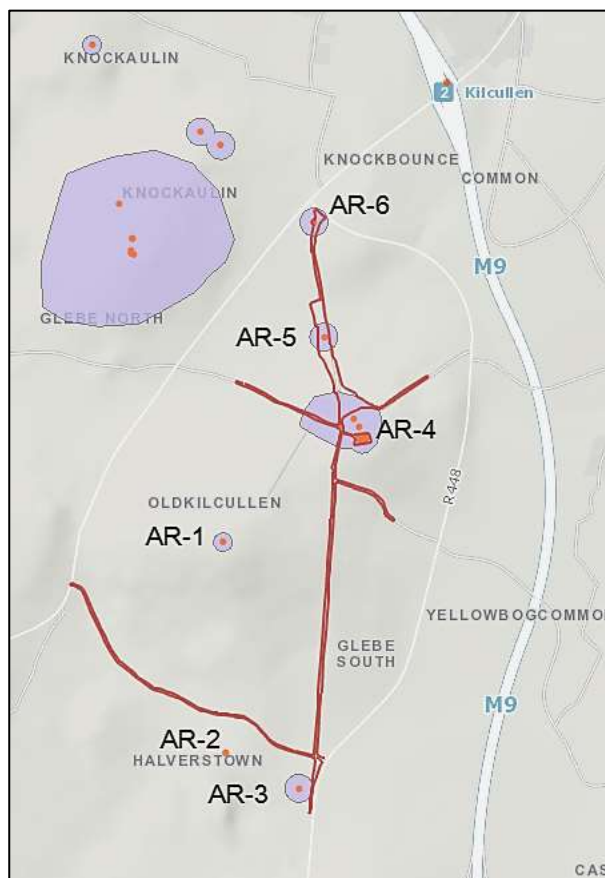 KNOCKAULIN
2 Kilcullen
KNOCKBOUNCE
COMMON
KNOCKAULIN
AR-6
M9
GLEBE NORTH
AR-5
AR-4
R448
OLDKILCULLEN
AR-1
YELLOWBOGCOMMON
GLEBE
SOUTH
M9
AR-2
HALVERSTOWN
AR-3
CAS